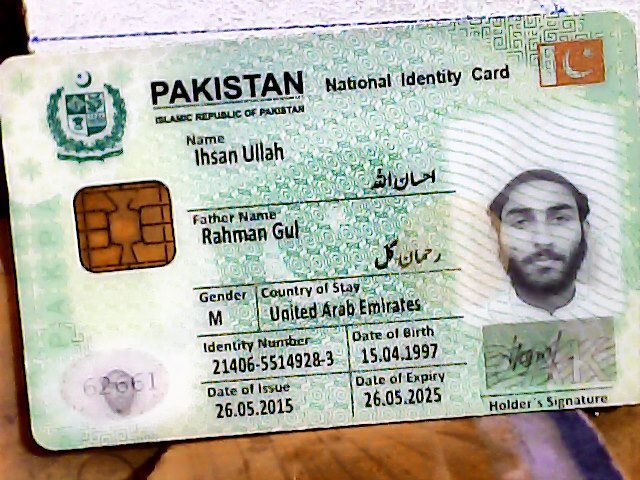 PAKISTAN National Identity Card
ISLAMIC REPUBLIC OF PAKISTAN
Name
Ihsan Ullah
احسان اللہ
Father Name
Rahman Gul
رحمان گل
Gender Country of Stay
M United Arab Emirates
Identity Number Date of Birth
21406-5514928-3 15.04.1997
Date of Issue Date of Expiry
26.05.2015 26.05.2025
Holder's Signature